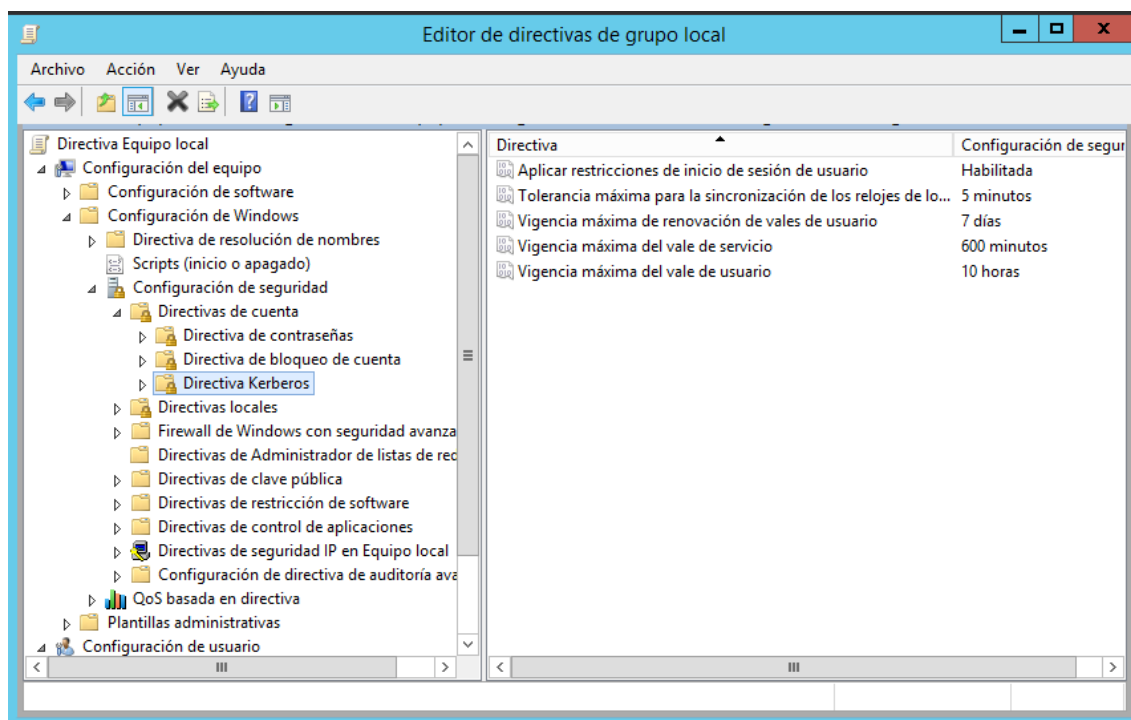 Editor de directivas de grupo local
Archivo Acción Ver Ayuda
Directiva Equipo local
Configuración del equipo
Configuración de software
Configuración de Windows
Directiva de resolución de nombres
Scripts (inicio o apagado)
Configuración de seguridad
Directivas de cuenta
Directiva de contraseñas
Directiva de bloqueo de cuenta
Directiva Kerberos
Directivas locales
Firewall de Windows con seguridad avanza
Directivas de Administrador de listas de red
Directivas de clave pública
Directivas de restricción de software
Directivas de control de aplicaciones
Directivas de seguridad IP en Equipo local
Configuración de directiva de auditoría ava
QoS basada en directiva
Plantillas administrativas
Configuración de usuario
Directiva Configuración de segur
Aplicar restricciones de inicio de sesión de usuario Habilitada
Tolerancia máxima para la sincronización de los relojes de lo... 5 minutos
Vigencia máxima de renovación de vales de usuario 7 días
Vigencia máxima del vale de servicio 600 minutos
Vigencia máxima del vale de usuario 10 horas